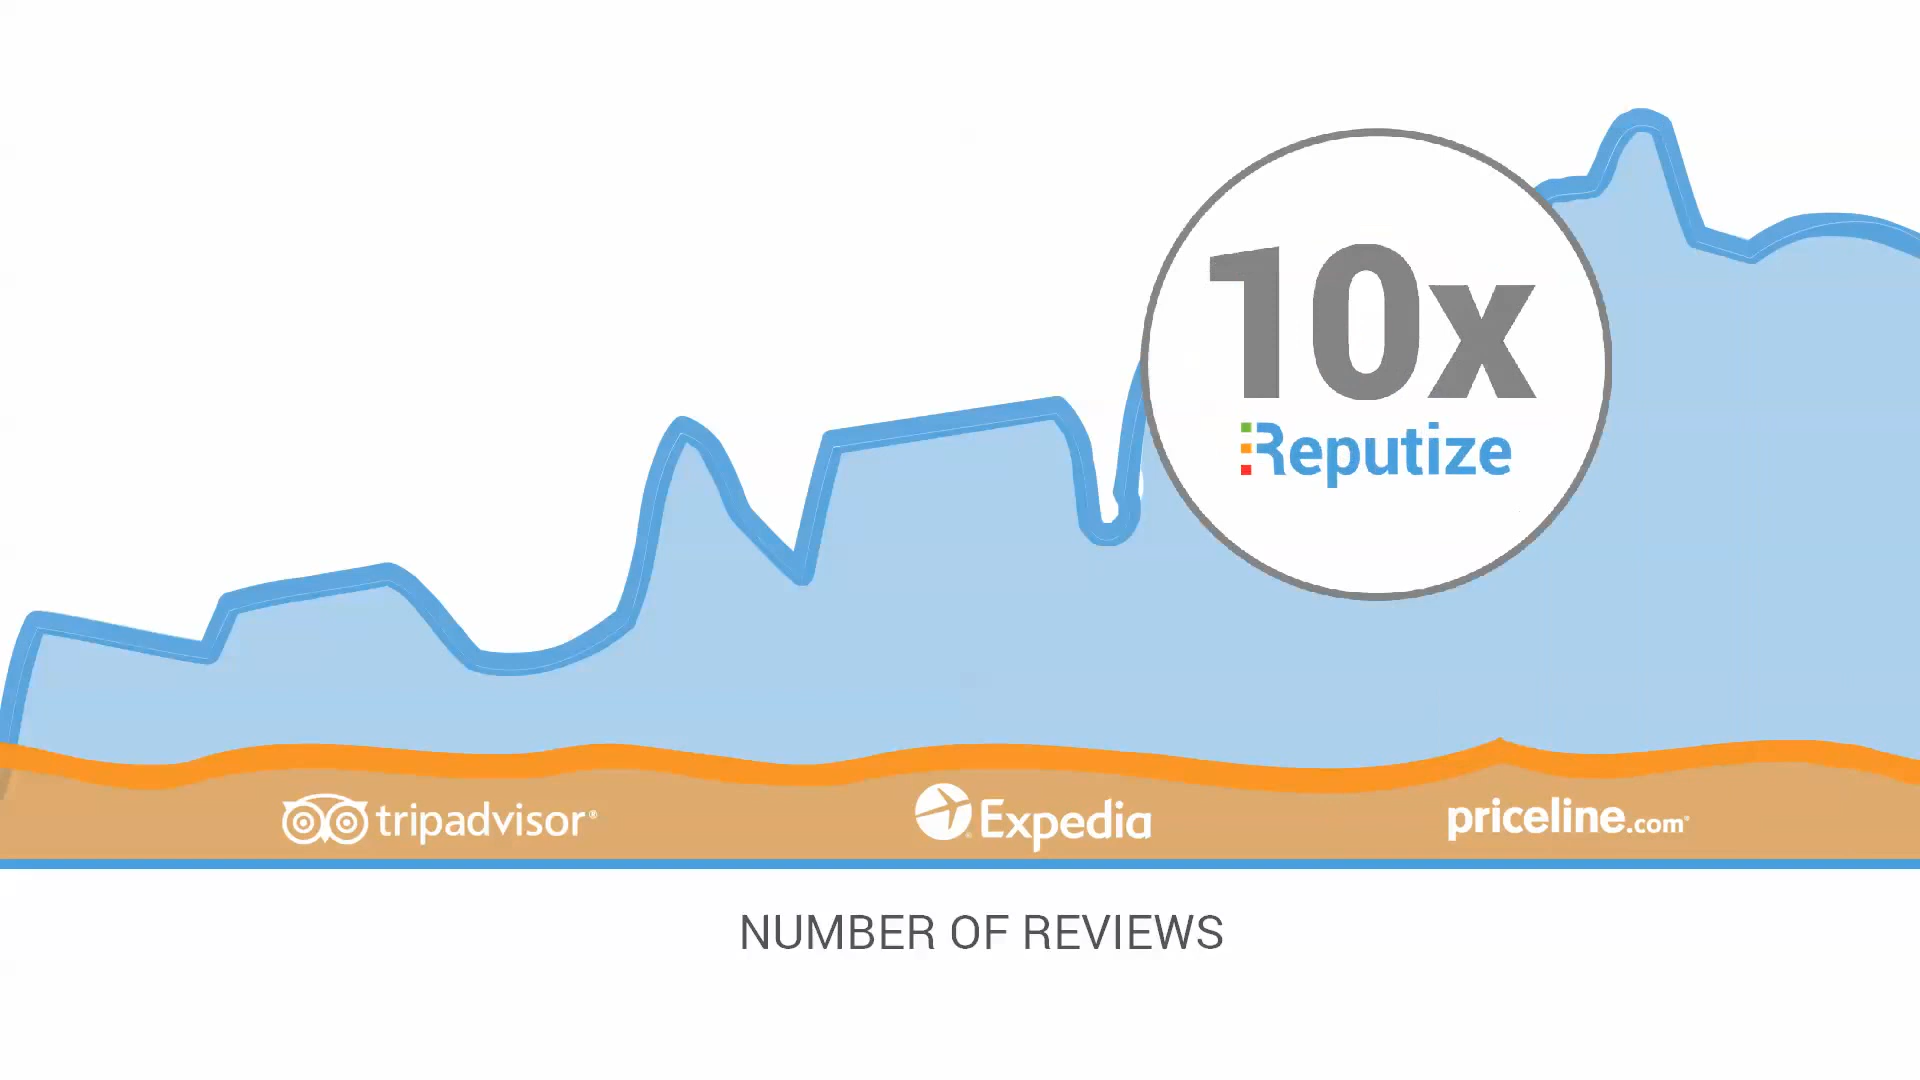 10x
Reputize
tripadvisor®
Expedia
priceline.com®
NUMBER OF REVIEWS